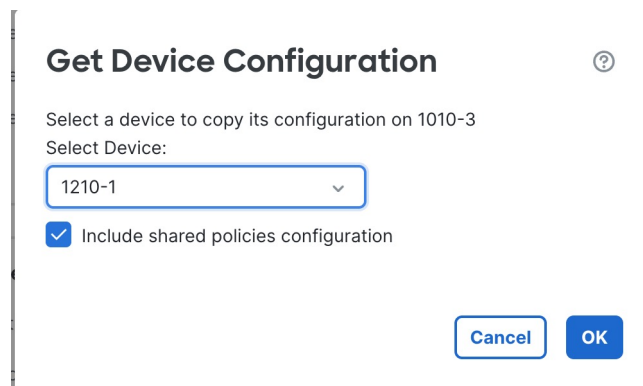 Get Device Configuration
Select a device to copy its configuration on 1010-3
Select Device:
1210-1
Include shared policies configuration
Cancel OK